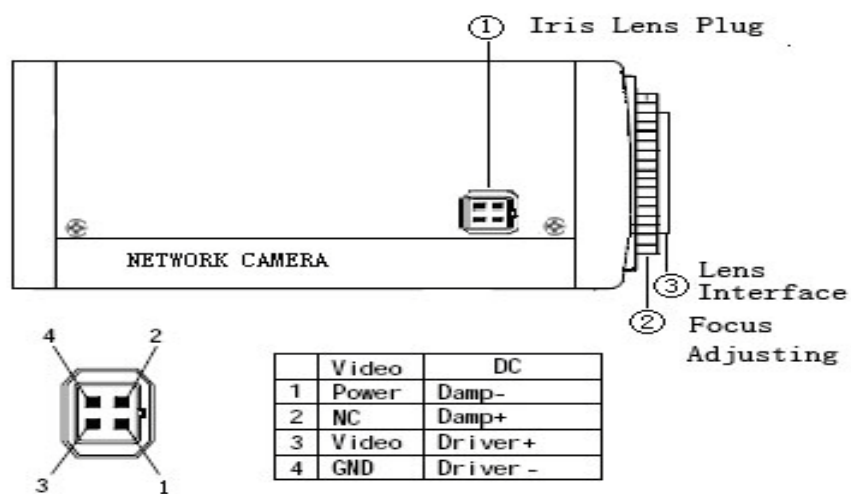 ① Iris Lens Plug
NETWORK CAMERA
③ Lens Interface
② Focus Adjusting
4 2
3 1
Video DC
1 Power Damp-
2 NC Damp+
3 Video Driver+
4 GND Driver-